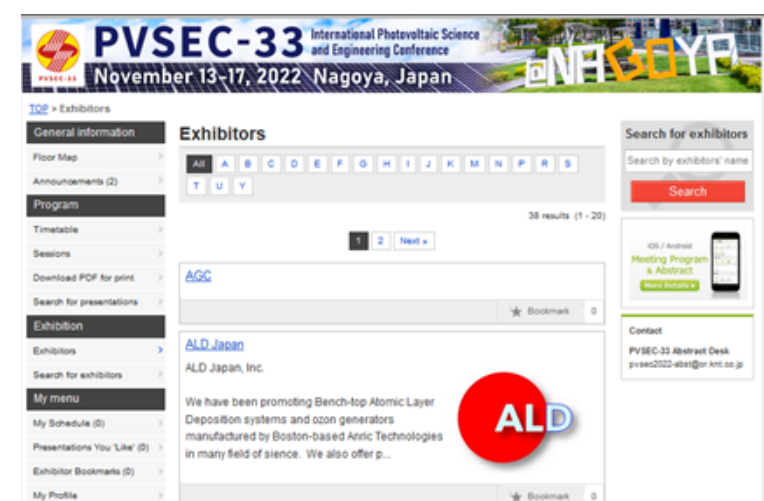 PVSEC-33 International Photovoltaic Science
and Engineering Conference
PVSEC-33
November 13-17, 2022 Nagoya, Japan
@NAGOYA
TOP > Exhibitors
General information
Floor Map
Announcements (2)
Program
Timetable
Sessions
Download PDF for print
Search for presentations
Exhibition
Exhibitors
Search for exhibitors
My menu
My Schedule (0)
Presentations You 'Like' (0)
Exhibitor Bookmarks (0)
My Profile
Exhibitors
All A B C D E F G H I J K M N P R S
T U Y
38 results (1 - 20)
1 2 Next »
AGC
Bookmark 0
ALD Japan
ALD Japan, Inc.
We have been promoting Bench-top Atomic Layer
Deposition systems and ozon generators
manufactured by Boston-based Anric Technologies
in many field of sience. We also offer p...
ALD
Bookmark 0
Search for exhibitors
Search by exhibitors' name
Search
iOS / Android
Meeting Program
& Abstract
More Details
Contact
PVSEC-33 Abstract Desk
pvsec2022-abst@or.knt.co.jp